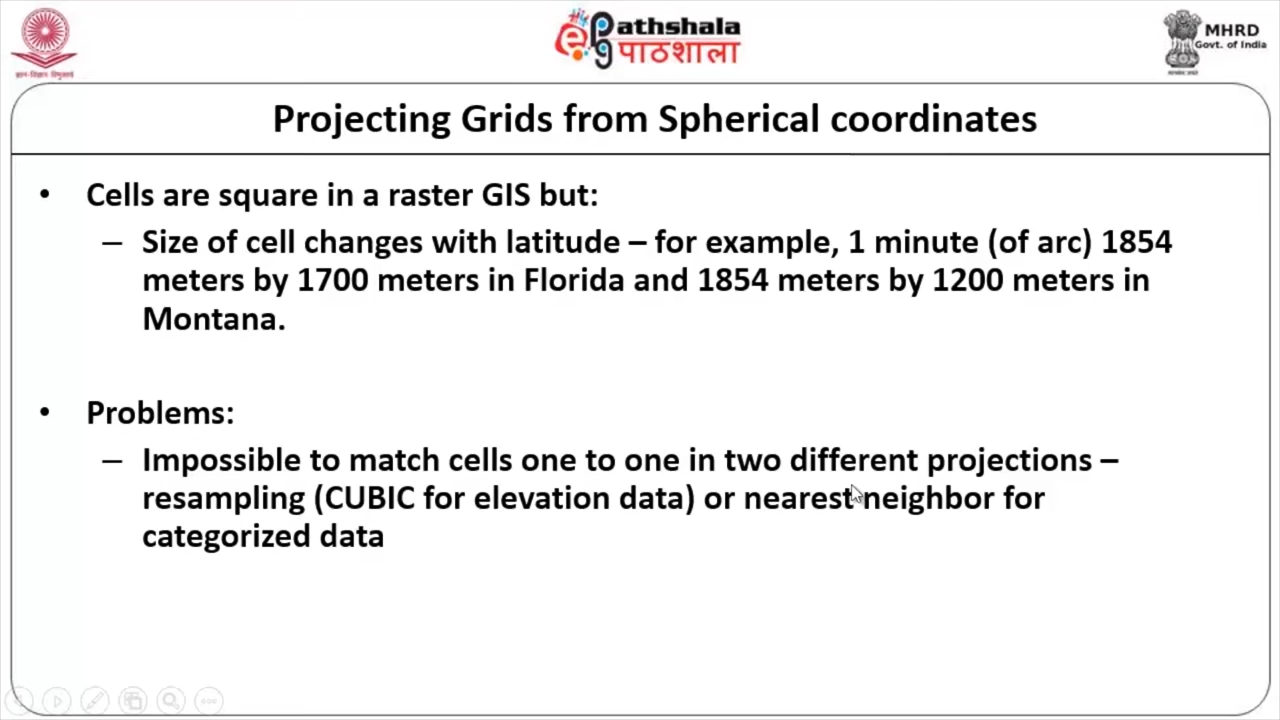 ePG Pathshala
पाठशाला
MHRD
Govt. of India
Projecting Grids from Spherical coordinates
• Cells are square in a raster GIS but:
– Size of cell changes with latitude – for example, 1 minute (of arc) 1854
meters by 1700 meters in Florida and 1854 meters by 1200 meters in
Montana.
• Problems:
– Impossible to match cells one to one in two different projections –
resampling (CUBIC for elevation data) or nearest neighbor for
categorized data